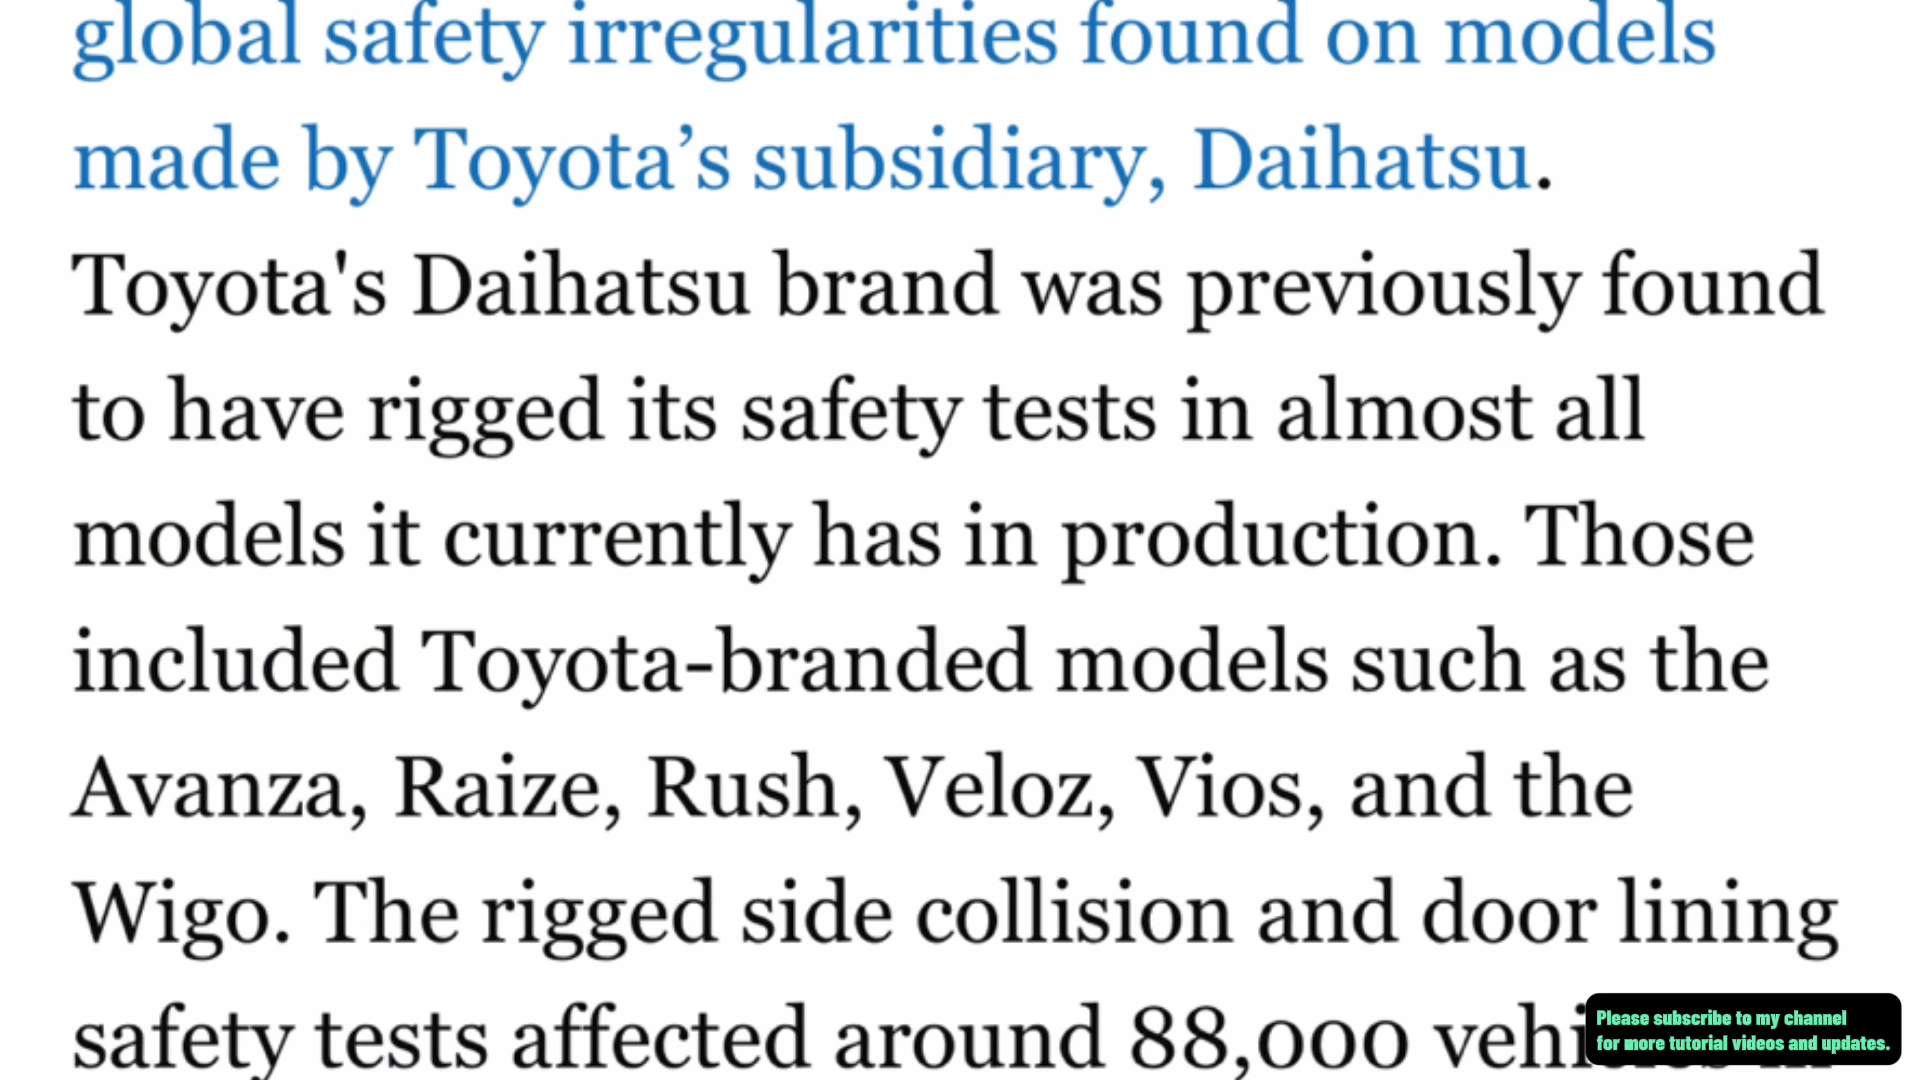 global safety irregularities found on models
made by Toyota’s subsidiary, Daihatsu.
Toyota's Daihatsu brand was previously found
to have rigged its safety tests in almost all
models it currently has in production. Those
included Toyota-branded models such as the
Avanza, Raize, Rush, Veloz, Vios, and the
Wigo. The rigged side collision and door lining
safety tests affected around 88,000
Please subscribe to my channel
for more tutorial videos and updates.